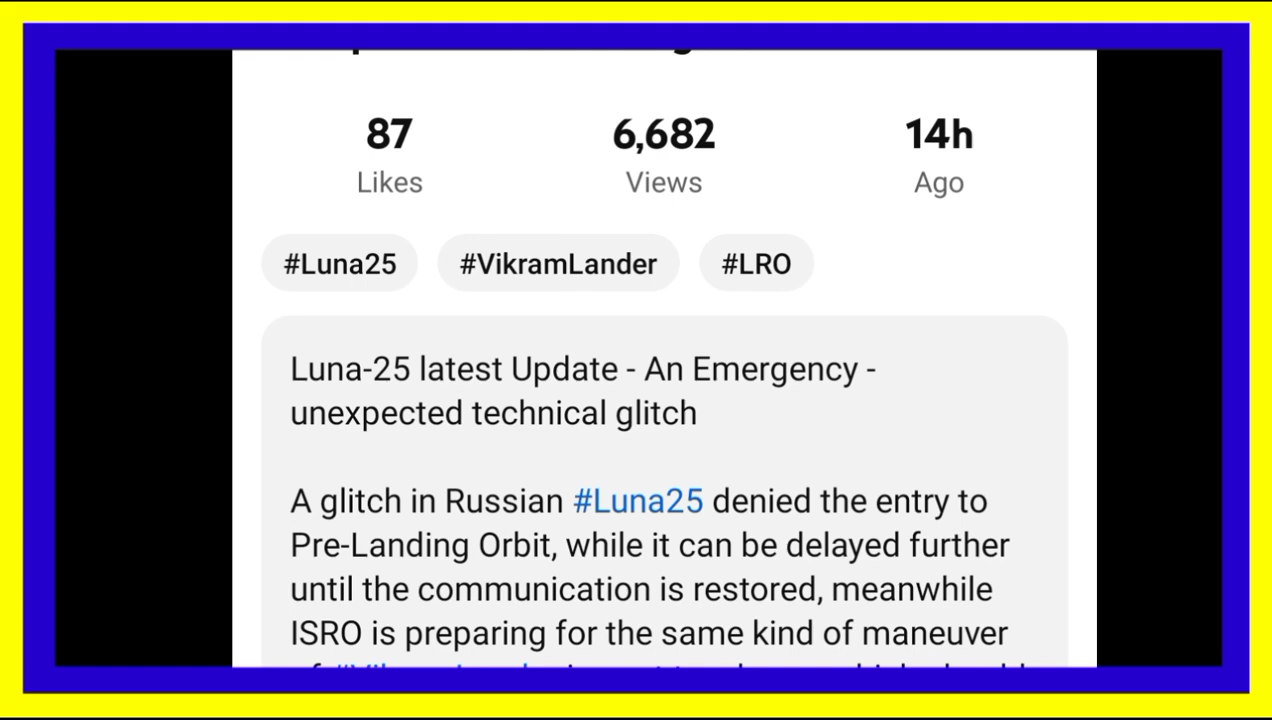 87 6,682 14h
Likes Views Ago
#Luna25 #VikramLander #LRO
Luna-25 latest Update - An Emergency -
unexpected technical glitch
A glitch in Russian #Luna25 denied the entry to
Pre-Landing Orbit, while it can be delayed further
until the communication is restored, meanwhile
ISRO is preparing for the same kind of maneuver